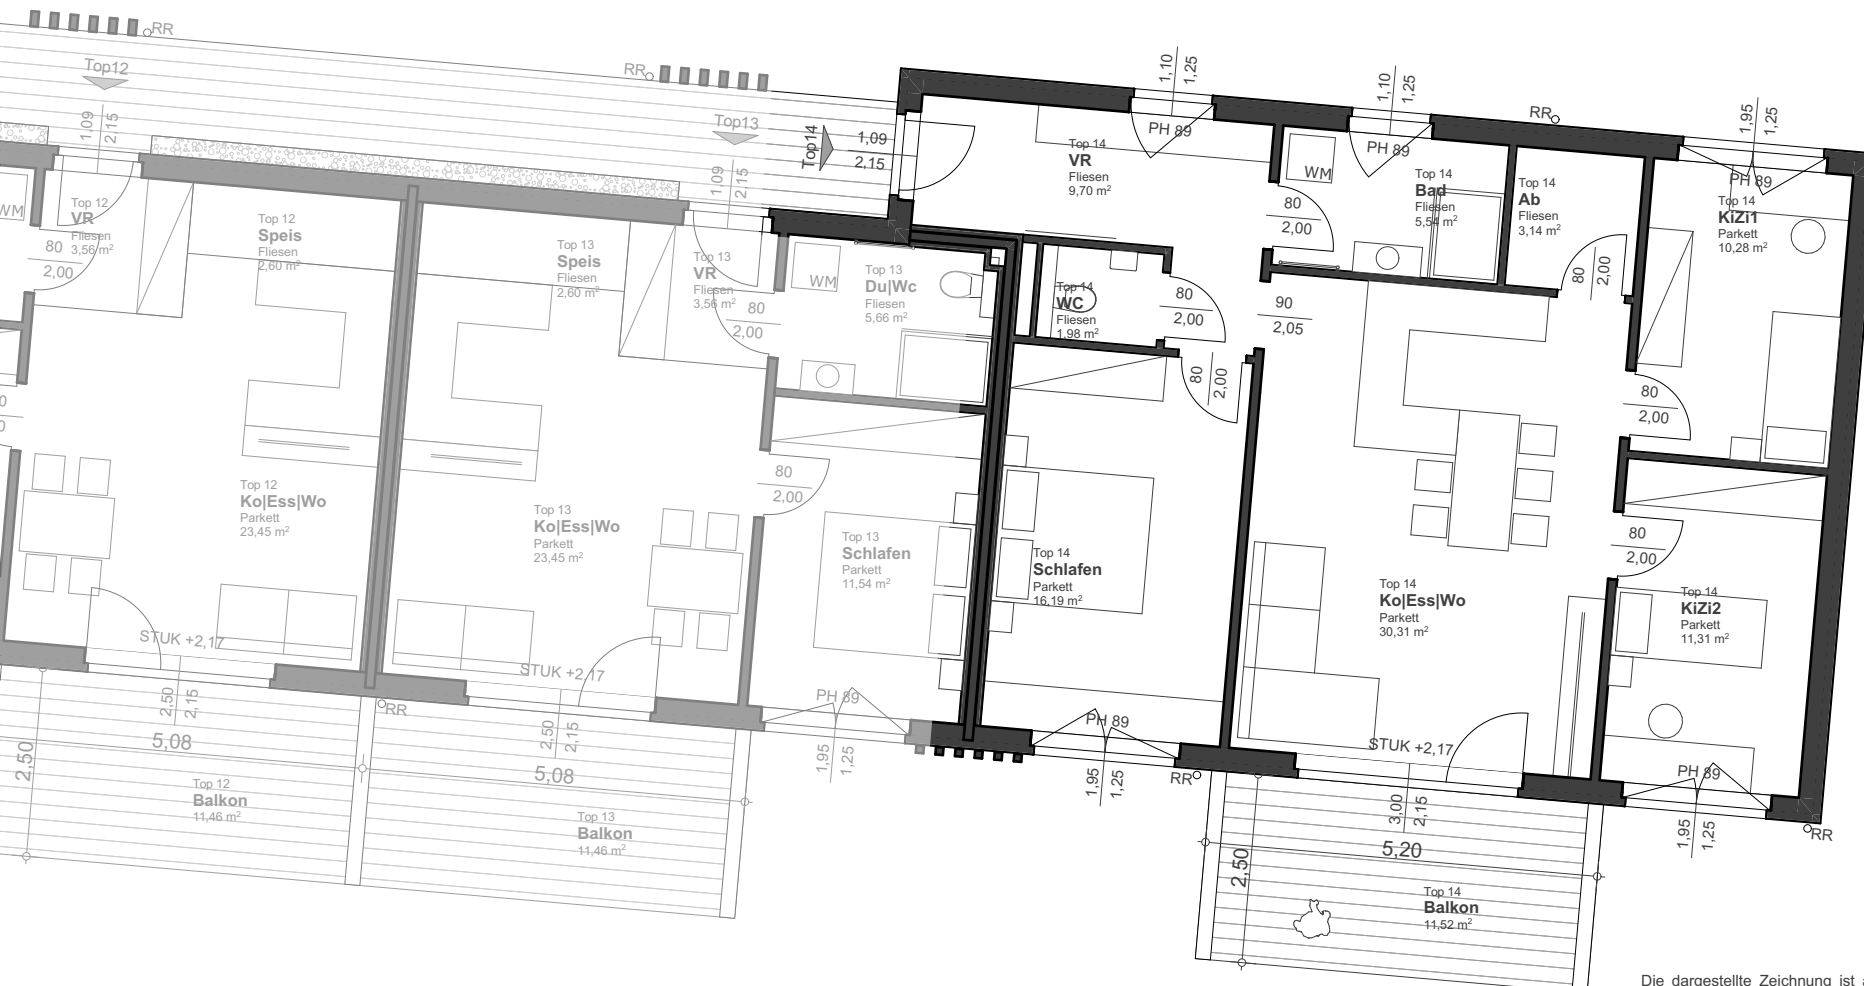 RR
Top12
1,09
2,15
WM
Top 12
VR
Fliesen
3,56 m²
80
2,00
Top 12
Speis
Fliesen
2,60 m²
Top 12
Ko|Ess|Wo
Parkett
23,45 m²
STUK +2,17
2,50
2,15
5,08
2,50
Top 12
Balkon
11,46 m²
RR
RR
Top13
1,09
2,15
Top 13
Speis
Fliesen
2,60 m²
Top 13
VR
Fliesen
3,56 m²
80
2,00
WM
Top 13
Du|Wc
Fliesen
5,66 m²
Top 13
Ko|Ess|Wo
Parkett
23,45 m²
80
2,00
Top 13
Schlafen
Parkett
11,54 m²
STUK +2,17
2,50
2,15
5,08
PH 89
1,95
1,25
Top 13
Balkon
11,46 m²
Top14
1,09
2,15
1,10
1,25
PH 89
Top 14
VR
Fliesen
9,70 m²
1,10
1,25
PH 89
WM
80
2,00
Top 14
Bad
Fliesen
5,54 m²
RR
Top 14
Ab
Fliesen
3,14 m²
80
2,00
1,95
1,25
PH 89
Top 14
KiZi1
Parkett
10,28 m²
Top 14
WC
Fliesen
1,98 m²
80
2,00
90
2,05
80
2,00
80
2,00
Top 14
Schlafen
Parkett
16,19 m²
Top 14
Ko|Ess|Wo
Parkett
30,31 m²
80
2,00
Top 14
KiZi2
Parkett
11,31 m²
PH 89
1,95
1,25
RR
STUK +2,17
3,00
2,15
5,20
2,50
PH 89
1,95
1,25
RR
Top 14
Balkon
11,52 m²
Die dargestellte Zeichnung ist